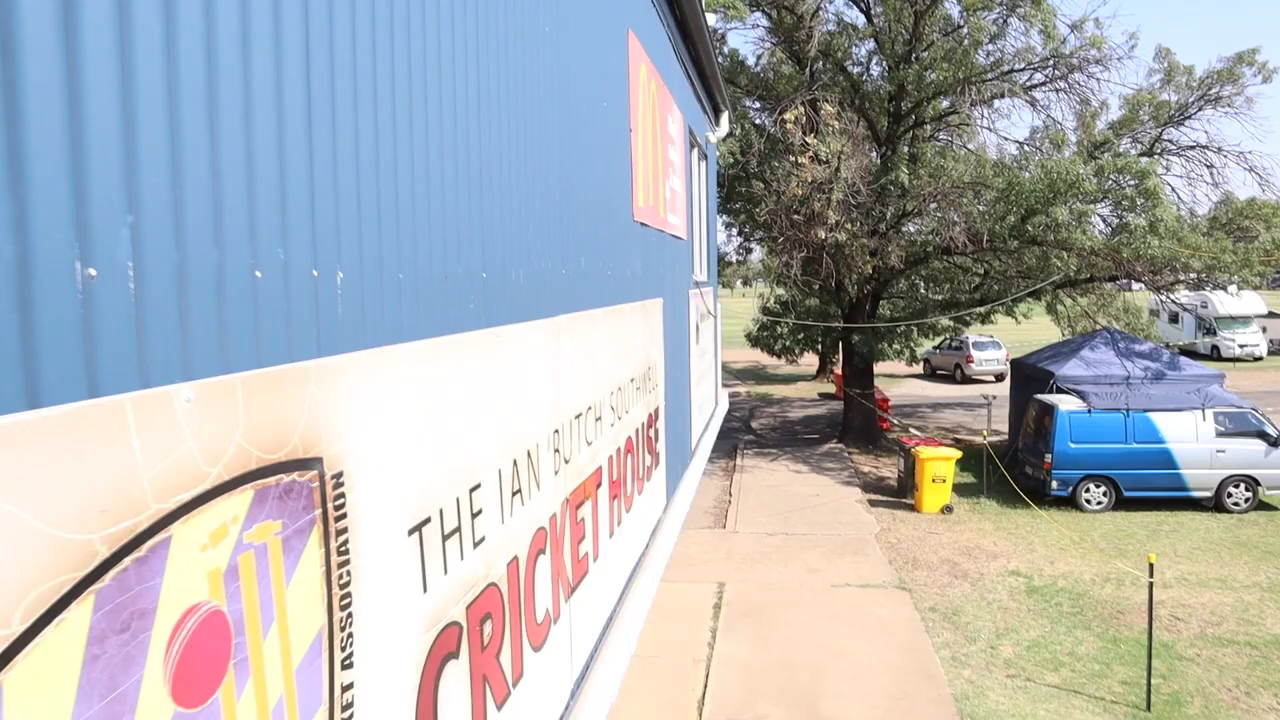 THE IAN 'BUTCH' SOUTHWELL
CRICKET HOUSE
KET ASSOCIATION